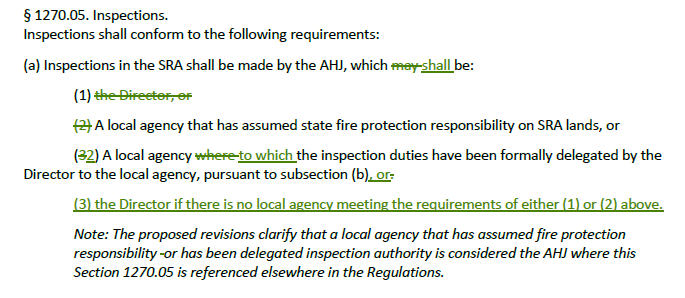 § 1270.05. Inspections.
Inspections shall conform to the following requirements:
(a) Inspections in the SRA shall be made by the AHJ, which may shall be:
(1) the Director, or
(2) A local agency that has assumed state fire protection responsibility on SRA lands, or
(32) A local agency where to which the inspection duties have been formally delegated by the
Director to the local agency, pursuant to subsection (b), or.
(3) the Director if there is no local agency meeting the requirements of either (1) or (2) above.
Note: The proposed revisions clarify that a local agency that has assumed fire protection
responsibility -or has been delegated inspection authority is considered the AHJ where this
Section 1270.05 is referenced elsewhere in the Regulations.